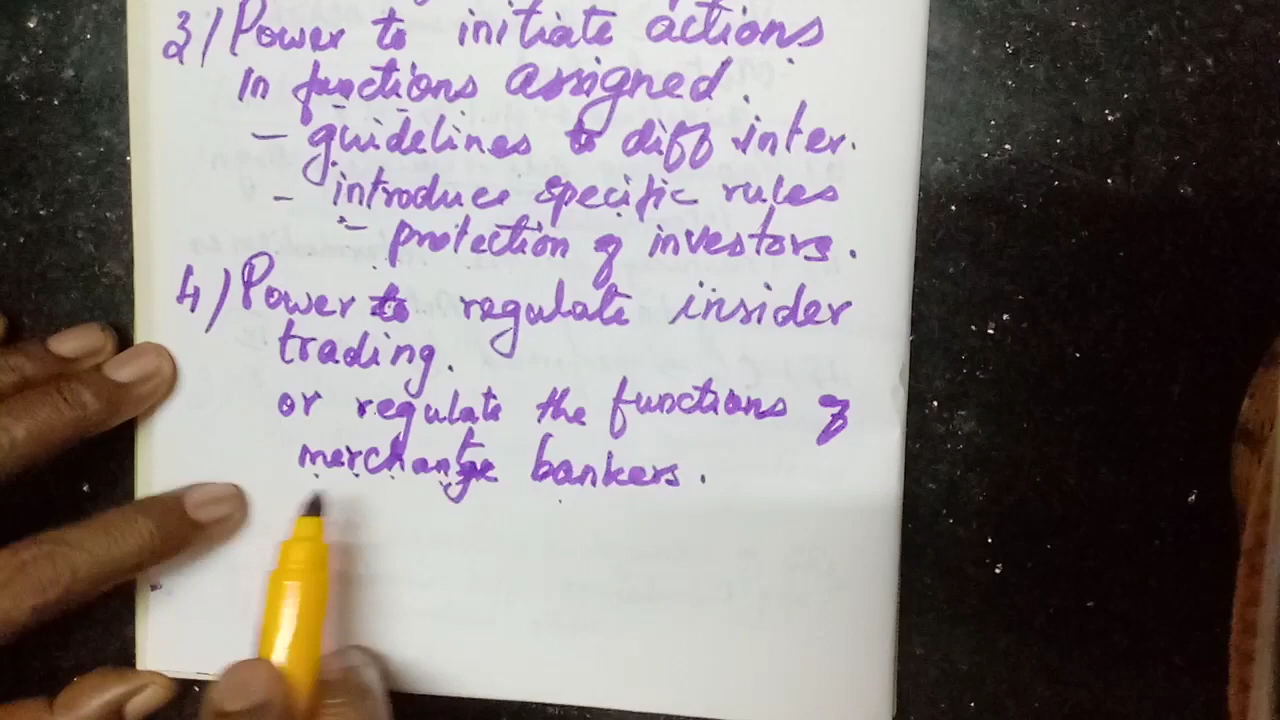 3) Power to initiate actions
In functions assigned.
- guidelines to diff inter.
- introduce specific rules
- protection of investors.
4) Power to regulate insider
trading.
or regulate the functions of
merchant bankers.